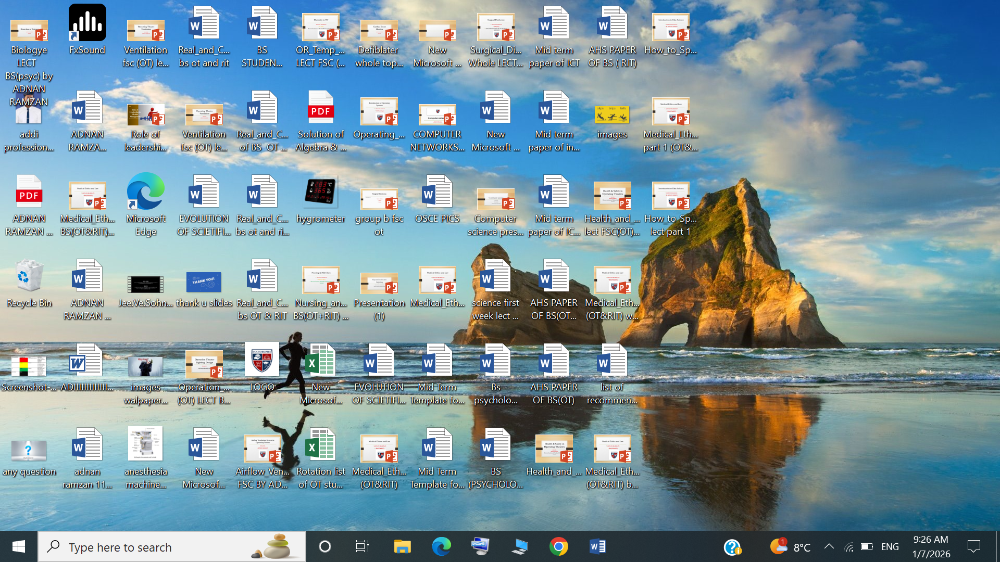 Biologye
LECT
BS(psyc) by
ADNAN
RAMZAN
FxSound
Ventilation
fsc (OT) le...
Real_and_C...
bs ot and rit
BS
STUDEN...
OR_Temp_...
LECT FSC (...
Defiblater
whole top...
New
Microsoft ...
Surgical_Di...
Whole LECT...
Mid term
paper of ICT
AHS PAPER
OF BS ( RIT)
How_to_Sp...
addi
profession...
ADNAN
RAMZA...
Role of
leadershi...
Ventilation
fsc (OT) le...
Real_and_C...
of BS OT ...
PDF
Solution of
Algebra & ...
Operating_...
COMPUTER
NETWORKS...
New
Microsoft ...
Mid term
paper of in...
images
Medical_Eth...
part 1 (OT&...
PDF
ADNAN
RAMZAN ...
Medical_Eth...
BS(OT&RIT)...
Microsoft
Edge
EVOLUTION
OF SCIETIFI...
Real_and_C...
bs ot and ri...
hygrometer
group b fsc
ot
OSCE PICS
Computer
science pres...
Mid term
paper of IC...
Health_and_...
lect FSC(OT)...
How_to_Sp...
lect part 1
Recycle Bin
ADNAN
RAMZAN ...
Jee.Ve.Sohn...
THANK YOU!
thank u slides
Real_and_C...
bs OT & RIT
Nursing_an...
BS(OT+RIT) ...
Presentation
(1)
Medical_Eth...
science first
week lect ...
AHS PAPER
OF BS(OT...
Medical_Eth...
(OT&RIT) w...
Screenshot-...
ADIIIIIIIIIIIII...
images
walpaper...
Operation_...
(OT) LECT B...
LOGO
New
Microsof...
EVOLUTION
OF SCIETIFI...
Mid Term
Template fo...
Bs
psycholo...
AHS PAPER
OF BS(OT)
list of
recommen...
any question
adnan
ramzan 11...
anesthesia
machine...
New
Microsof...
Airflow_Ven...
FSC BY AD...
Rotation list
of OT stu...
Medical_Eth...
(OT&RIT)
Mid Term
Template fo...
BS
(PSYCHOLO...
Health_and_...
Medical_Eth...
(OT&RIT) b...
Type here to search
1
8°C
ENG
9:26 AM
1/7/2026